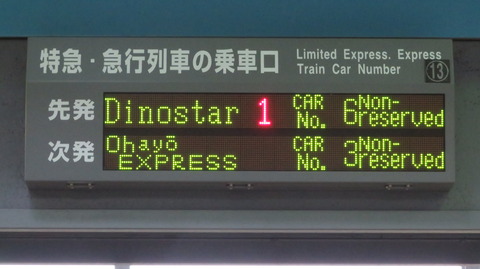 特急・急行列車の乗車口
Limited Express. Express
Train Car Number
⑬
先発 Dinostar 1 CAR No. 6 Non-reserved
次発 Ohayō EXPRESS CAR No. 3 Non-reserved